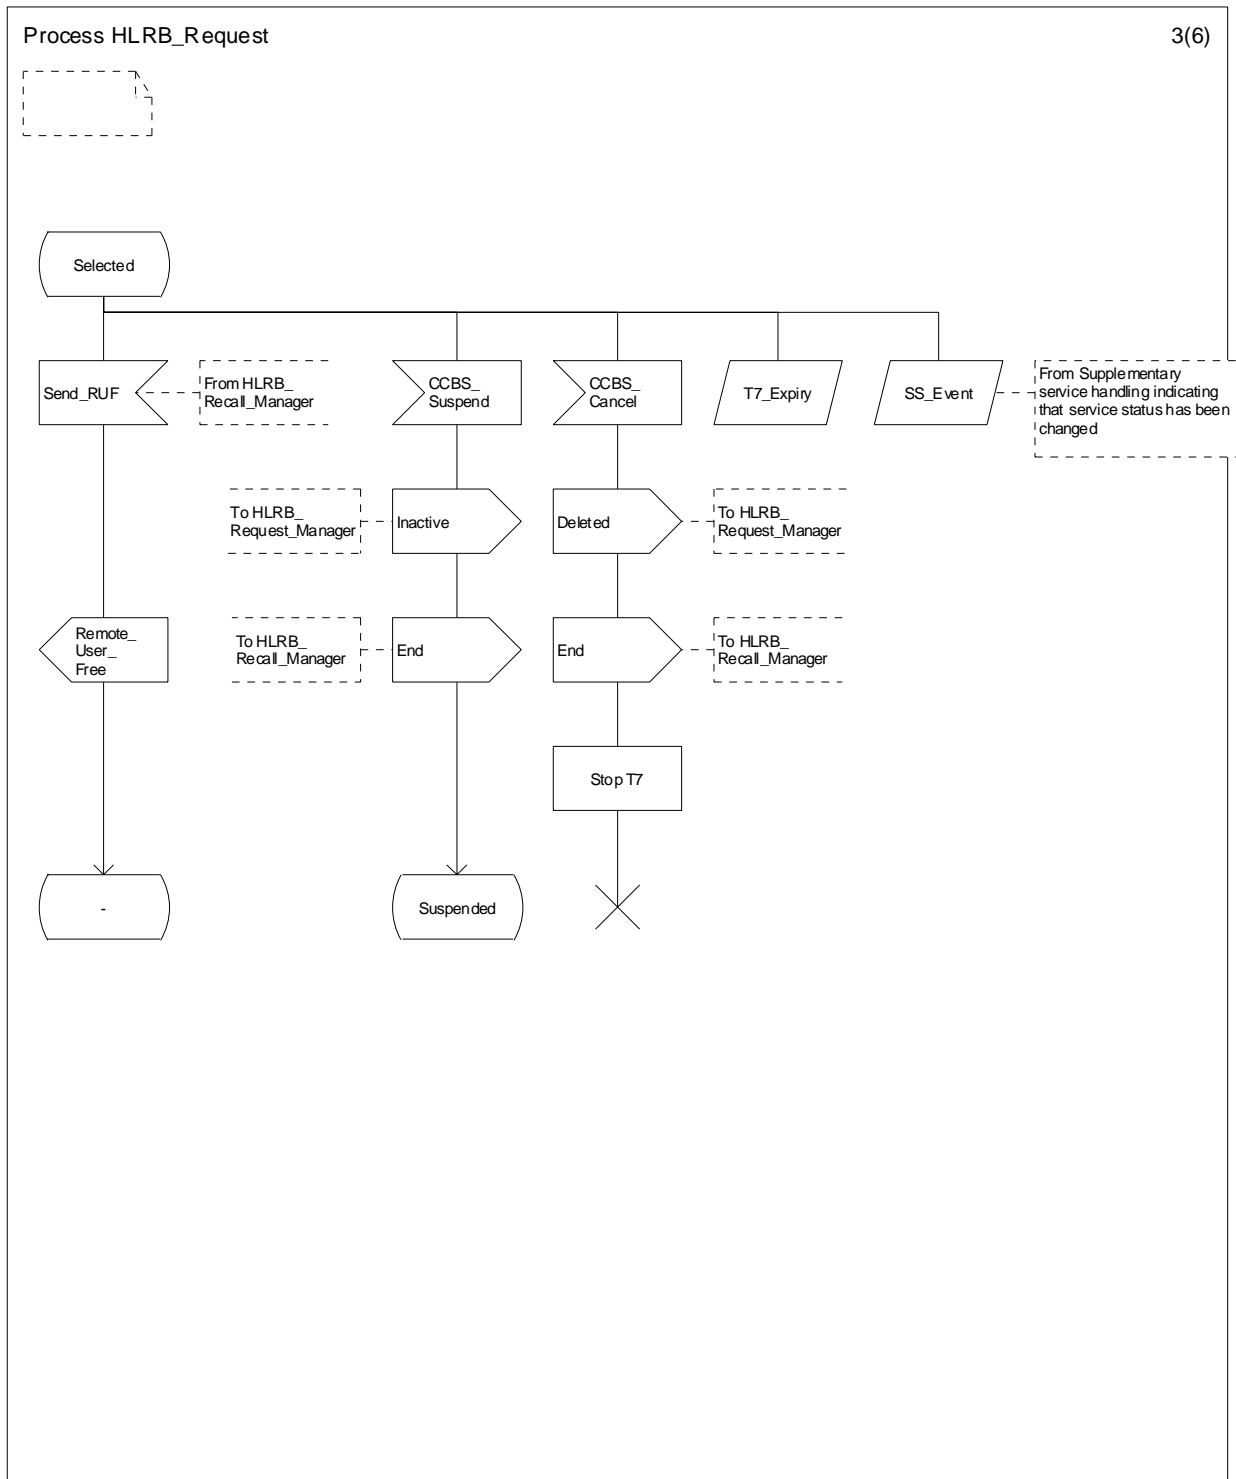 Process HLRB_Request
3(6)
Selected
Send_RUF
From HLRB_
Recall_Manager
CCBS_
Suspend
CCBS_
Cancel
T7_Expiry
SS_Event
From Supplementary
service handling indicating
that service status has been
changed
To HLRB_
Request_Manager
Inactive
Deleted
To HLRB_
Request_Manager
Remote_
User_
Free
To HLRB_
Recall_Manager
End
End
To HLRB_
Recall_Manager
Stop T7
-
Suspended